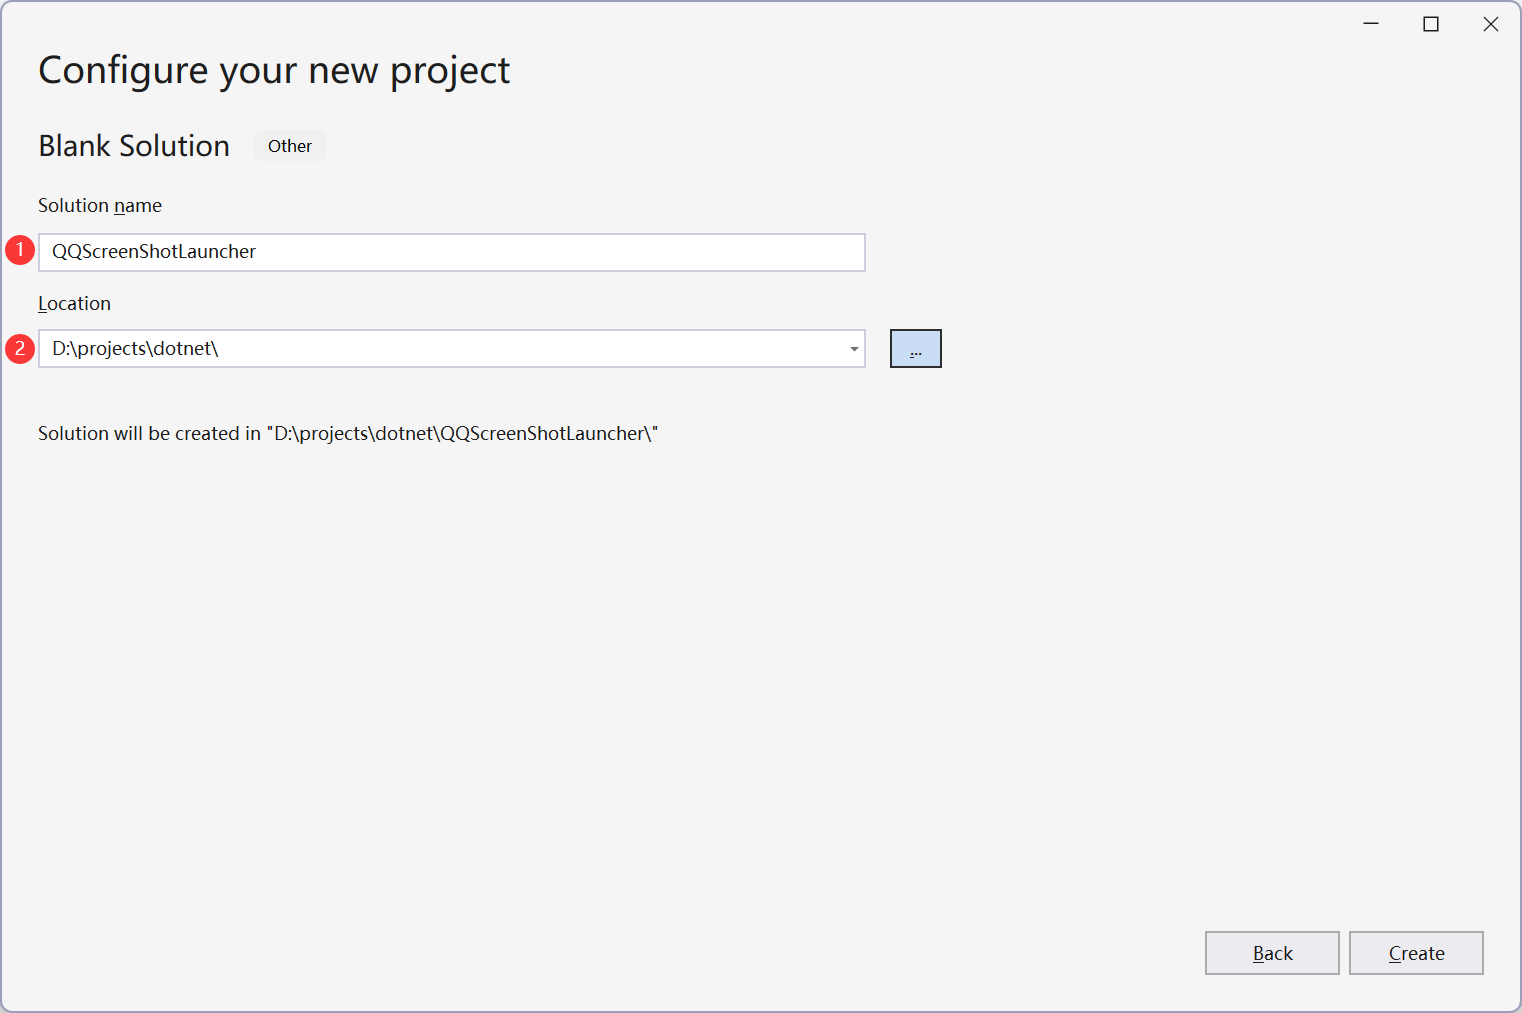 Configure your new project
Blank Solution Other
Solution name
1 QQScreenShotLauncher
Location
2 D:\projects\dotnet\ ...
Solution will be created in "D:\projects\dotnet\QQScreenShotLauncher\"
Back Create